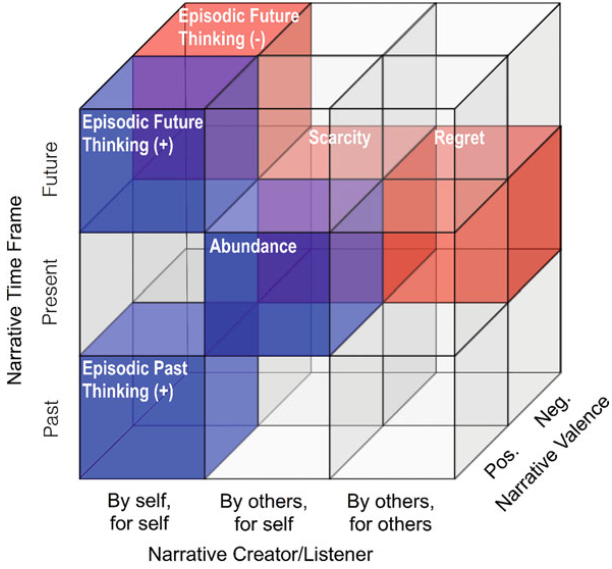 Episodic Future
Thinking (-)
Episodic Future
Thinking (+)
Scarcity
Regret
Abundance
Episodic Past
Thinking (+)
Narrative Time Frame
Future
Present
Past
By self,
for self
By others,
for self
By others,
for others
Narrative Creator/Listener
Pos.
Neg.
Narrative Valence